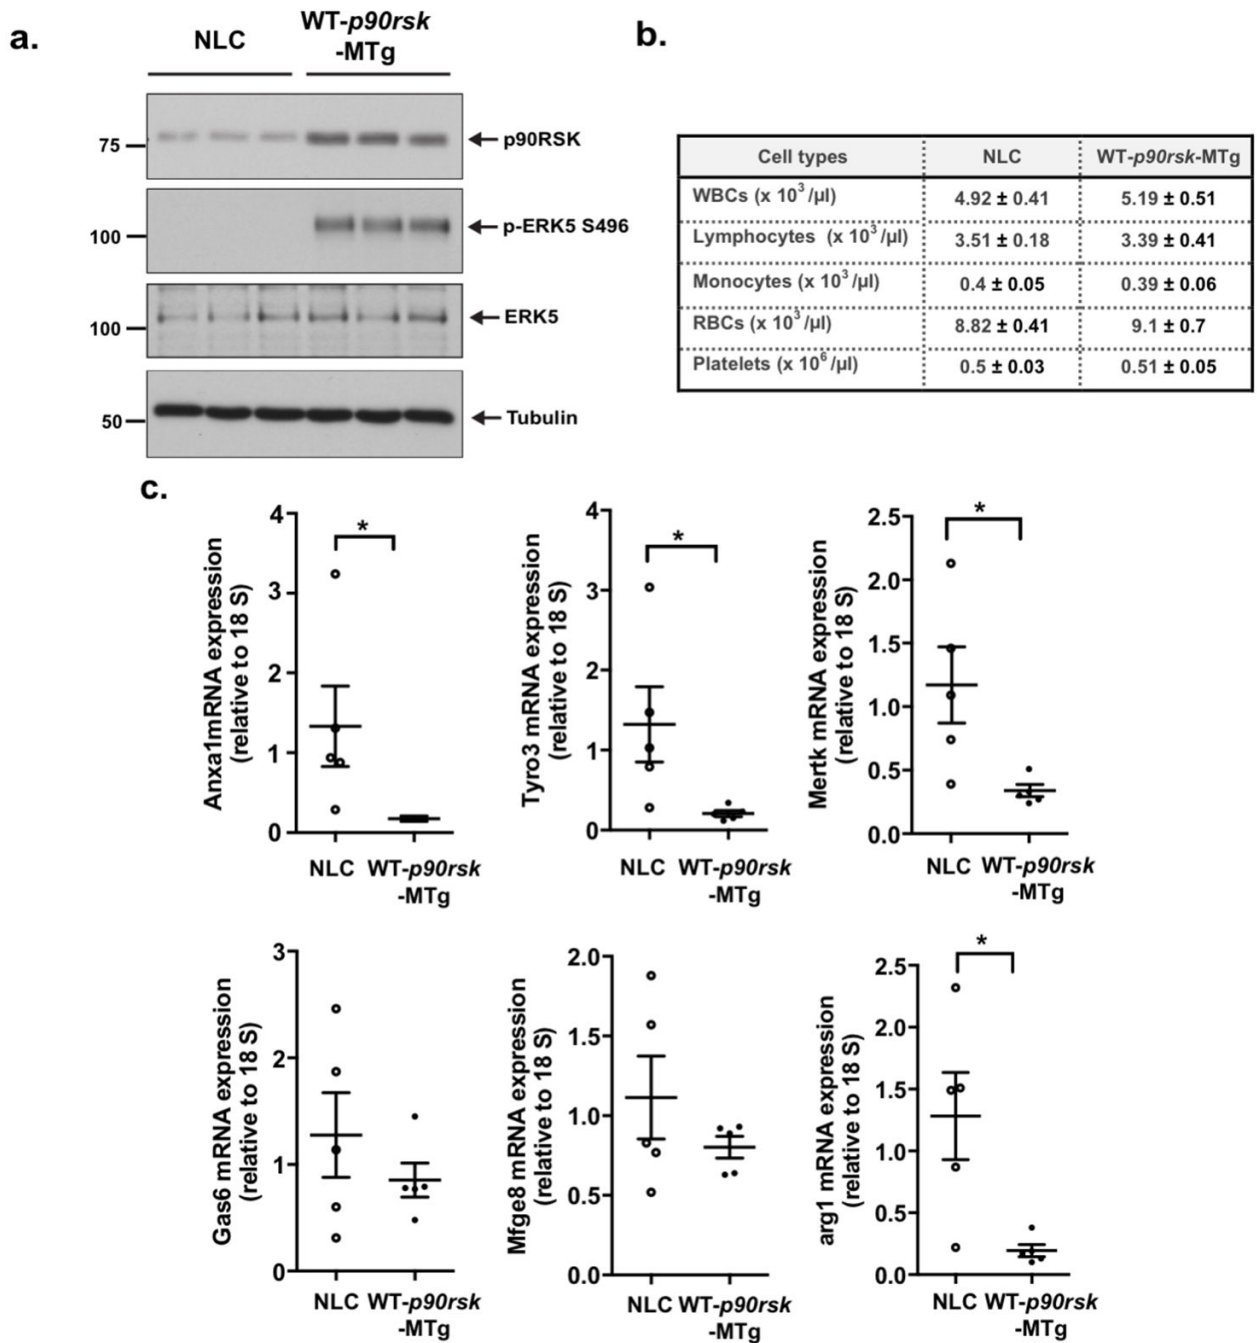 a.
NLC
WT-p90rsk
-MTg
75
p90RSK
100
p-ERK5 S496
100
ERK5
50
Tubulin
b.
Cell types NLC WT-p90rsk-MTg
WBCs (x 10³/µl) 4.92 ± 0.41 5.19 ± 0.51
Lymphocytes (x 10³/µl) 3.51 ± 0.18 3.39 ± 0.41
Monocytes (x 10³/µl) 0.4 ± 0.05 0.39 ± 0.06
RBCs (x 10³/µl) 8.82 ± 0.41 9.1 ± 0.7
Platelets (x 10⁶/µl) 0.5 ± 0.03 0.51 ± 0.05
c.
Anxa1mRNA expression
(relative to 18 S)
4
3
2
1
0
*
NLC WT-p90rsk
-MTg
Tyro3 mRNA expression
(relative to 18 S)
4
3
2
1
0
*
NLC WT-p90rsk
-MTg
Mertk mRNA expression
(relative to 18 S)
2.5
2.0
1.5
1.0
0.5
0.0
*
NLC WT-p90rsk
-MTg
Gas6 mRNA expression
(relative to 18 S)
3
2
1
0
NLC WT-p90rsk
-MTg
Mfge8 mRNA expression
(relative to 18 S)
2.0
1.5
1.0
0.5
0.0
NLC WT-p90rsk
-MTg
arg1 mRNA expression
(relative to 18 S)
2.5
2.0
1.5
1.0
0.5
0.0
*
NLC WT-p90rsk
-MTg